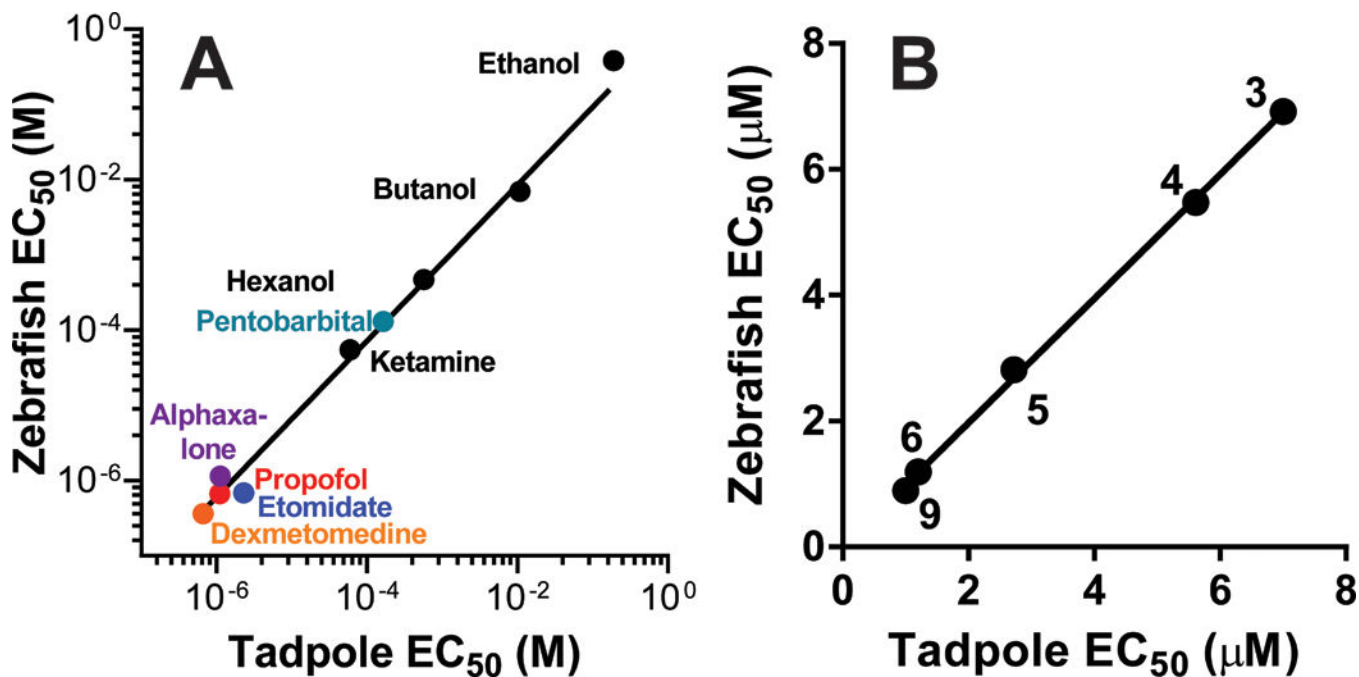 A
Zebrafish EC50 (M)
10^0
10^-2
10^-4
10^-6
Ethanol
Butanol
Hexanol
Pentobarbital
Ketamine
Alphaxa-
lone
Propofol
Etomidate
Dexmetomedine
10^-6 10^-4 10^-2 10^0
Tadpole EC50 (M)
B
Zebrafish EC50 (μM)
8
6
4
2
0
3
4
5
6
9
0 2 4 6 8
Tadpole EC50 (μM)